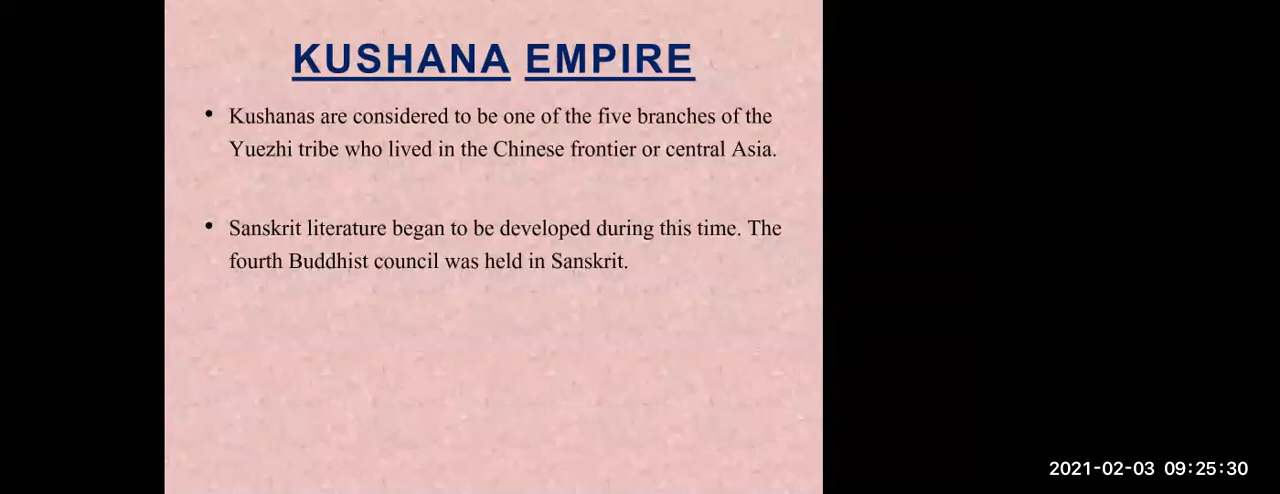 KUSHANA EMPIRE
• Kushanas are considered to be one of the five branches of the
Yuezhi tribe who lived in the Chinese frontier or central Asia.
• Sanskrit literature began to be developed during this time. The
fourth Buddhist council was held in Sanskrit.
2021-02-03 09:25:30